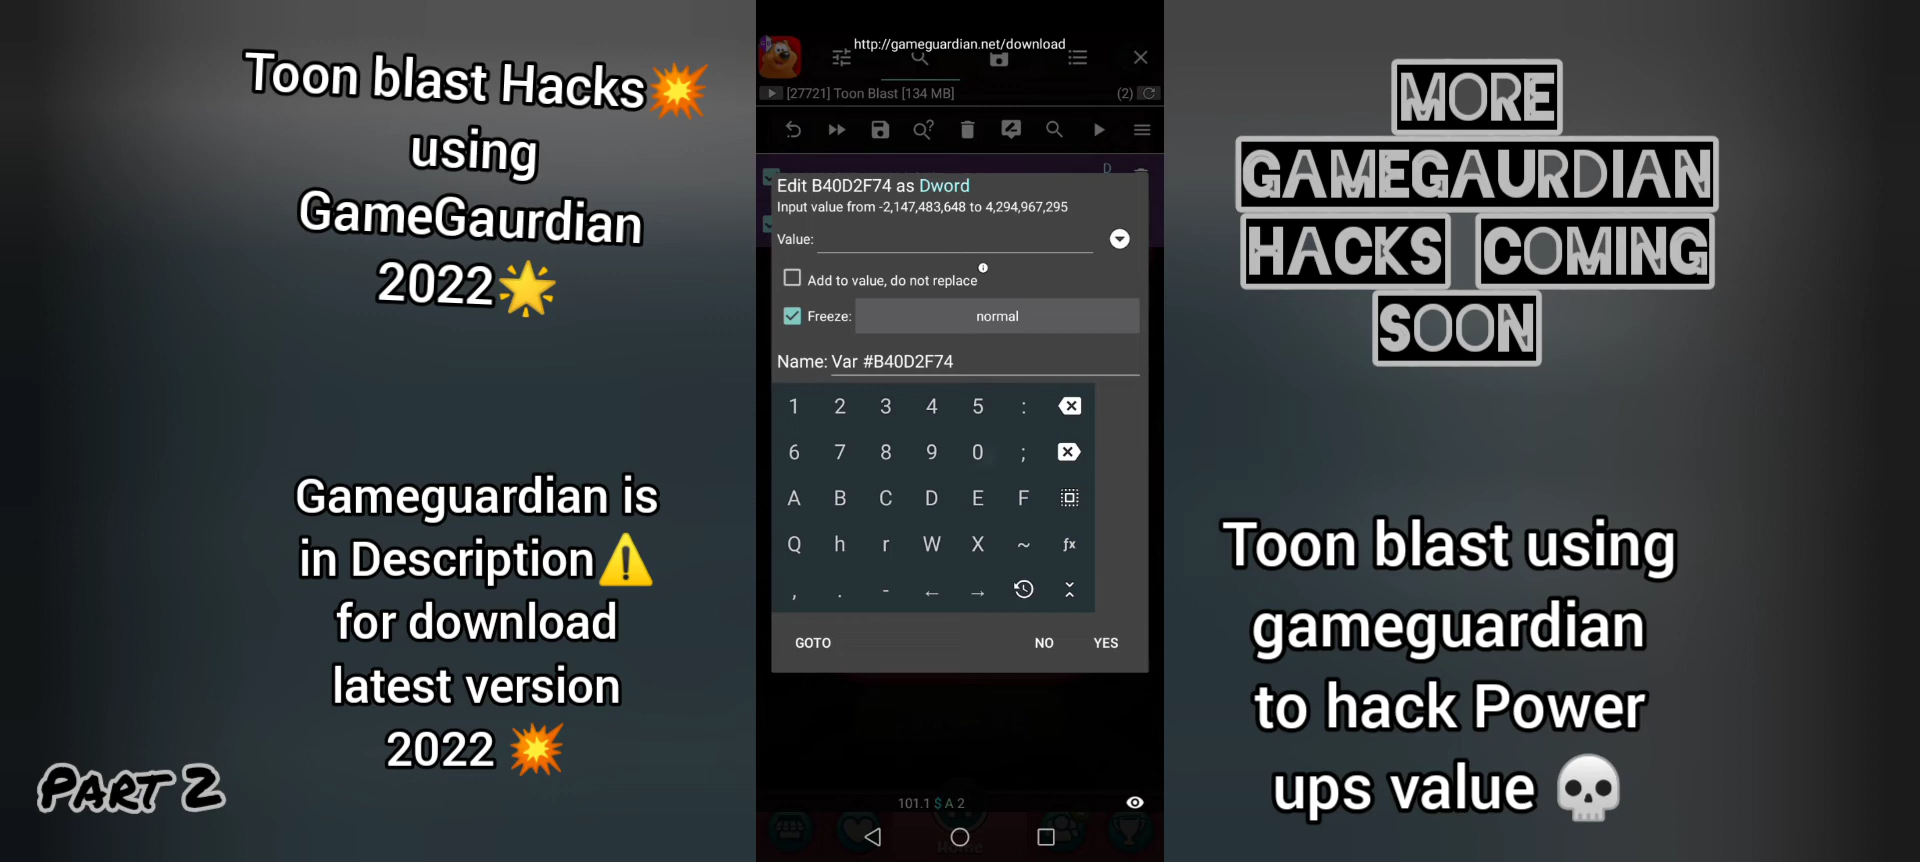 Toon blast Hacks💥
using
GameGaurdian
2022🌟
Gameguardian is
in Description⚠️
for download
latest version
2022 💥
Part 2
http://gameguardian.net/download
[27721] Toon Blast [134 MB]
(2)
D
Edit B40D2F74 as Dword
Input value from -2,147,483,648 to 4,294,967,295
Value:
Add to value, do not replace
Freeze: normal
Name: Var #B40D2F74
1 2 3 4 5 :
6 7 8 9 0 ;
A B C D E F
Q h r W X ~ ƒx
, . - ← →
GOTO NO YES
101.1 $ A 2
Home
MORE
GAMEGAURDIAN
HACKS COMING
SOON
Toon blast using
gameguardian
to hack Power
ups value 💀